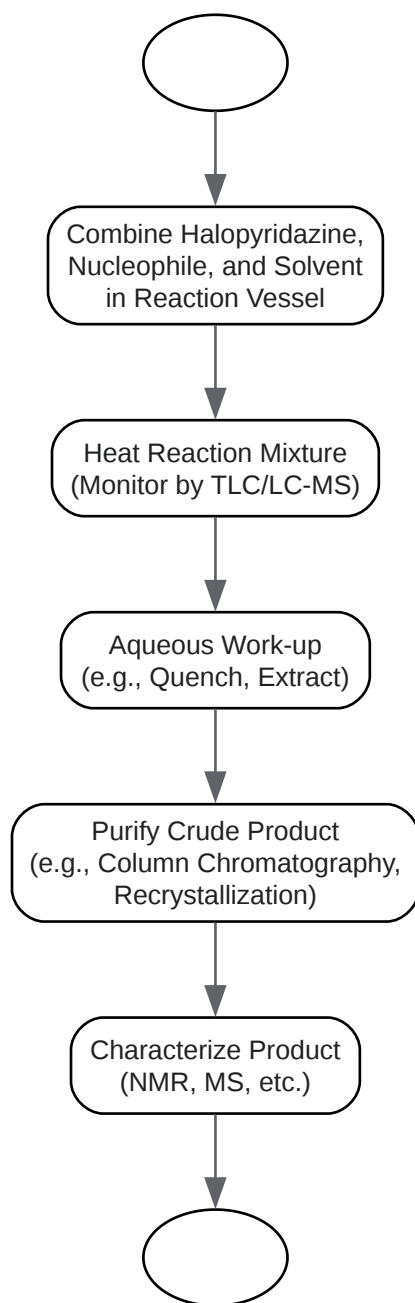 Combine Halopyridazine,
Nucleophile, and Solvent
in Reaction Vessel
Heat Reaction Mixture
(Monitor by TLC/LC-MS)
Aqueous Work-up
(e.g., Quench, Extract)
Purify Crude Product
(e.g., Column Chromatography,
Recrystallization)
Characterize Product
(NMR, MS, etc.)